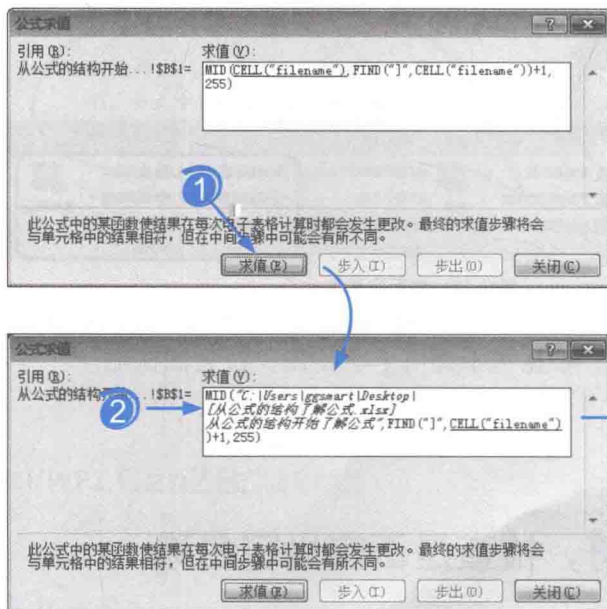 公式求值
引用(R):
求值(V):
从公式的结构开始...!$B$1=
MID(CELL("filename"),FIND("]",CELL("filename"))+1,
255)
1
此公式中的某函数使结果在每次电子表格计算时都会发生更改。最终的求值步骤将会
与单元格中的结果相符，但在中间步骤中可能会有所不同。
求值(E)
步入(I)
步出(O)
关闭(C)
公式求值
引用(R):
求值(V):
从公式的结构开...!$B$1=
2
MID("C:\Users\ggsmart\Desktop\
[从公式的结构了解公式.xlsx]
从公式的结构开始了解公式",FIND("]",CELL("filename")
)+1,255)
此公式中的某函数使结果在每次电子表格计算时都会发生更改。最终的求值步骤将会
与单元格中的结果相符，但在中间步骤中可能会有所不同。
求值(E)
步入(I)
步出(O)
关闭(C)